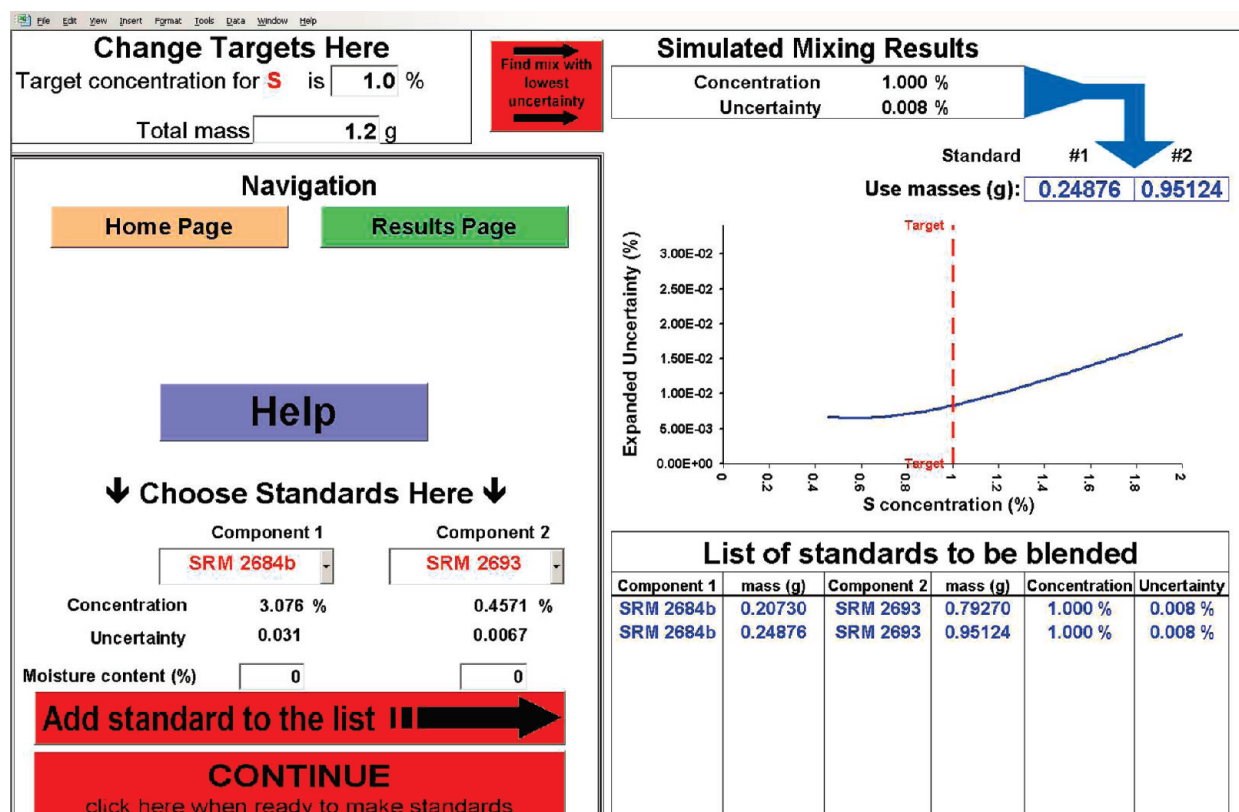 File Edit View Insert Format Tools Data Window Help
Change Targets Here
Target concentration for S is 1.0 %
Total mass 1.2 g
Find mix with
lowest
uncertainty
Simulated Mixing Results
Concentration 1.000 %
Uncertainty 0.008 %
Standard #1 #2
Use masses (g): 0.24876 0.95124
Navigation
Home Page Results Page
Help
Choose Standards Here
Component 1 Component 2
SRM 2684b SRM 2693
Concentration 3.076 % 0.4571 %
Uncertainty 0.031 0.0067
Moisture content (%) 0 0
Add standard to the list
CONTINUE
click here when ready to make standards
Target
Expanded Uncertainty (%)
3.00E-02
2.50E-02
2.00E-02
1.50E-02
1.00E-02
5.00E-03
0.00E+00
Target
0 0.2 0.4 0.6 0.8 1 1.2 1.4 1.6 1.8 2
S concentration (%)
List of standards to be blended
Component 1 mass (g) Component 2 mass (g) Concentration Uncertainty
SRM 2684b 0.20730 SRM 2693 0.79270 1.000 % 0.008 %
SRM 2684b 0.24876 SRM 2693 0.95124 1.000 % 0.008 %